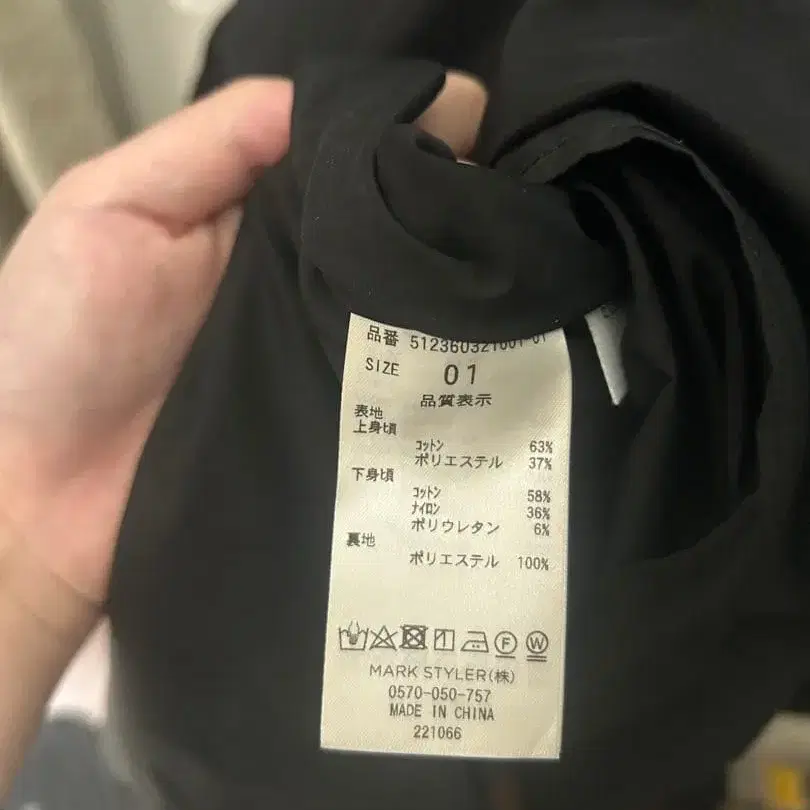 品番 512360321001-01
SIZE 01
品質表示
表地
上身頃
コットン 63%
ポリエステル 37%
下身頃
コットン 58%
ナイロン 36%
ポリウレタン 6%
裏地
ポリエステル 100%
F W
MARK STYLER(株)
0570-050-757
MADE IN CHINA
221066